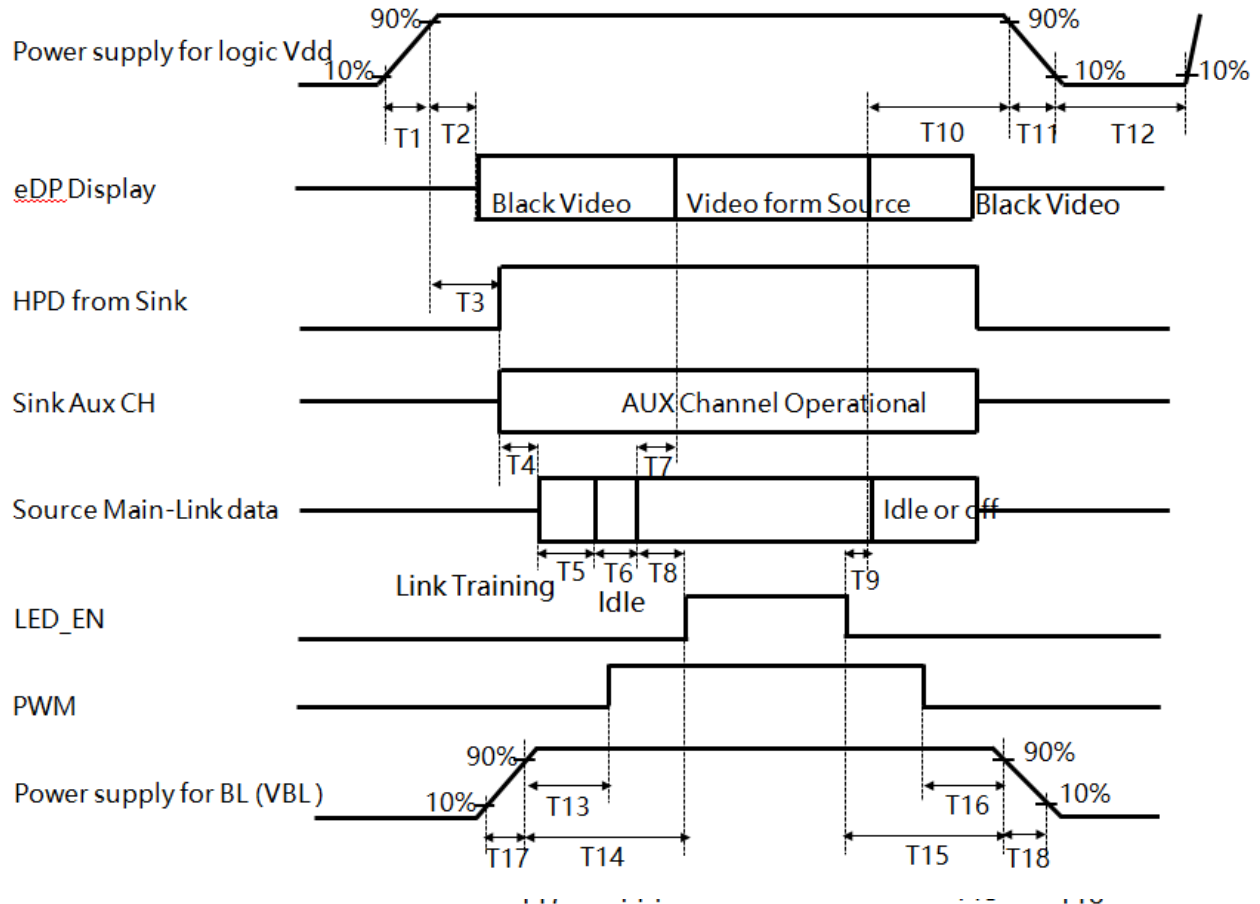 90%
90%
Power supply for logic Vdd
10%
10%
10%
T1
T2
T10
T11
T12
eDP Display
Black Video
Video form Source
Black Video
HPD from Sink
T3
Sink Aux CH
AUX Channel Operational
T4
T7
Source Main-Link data
Idle or off
T5
T6
T8
T9
Link Training
Idle
LED_EN
PWM
90%
90%
Power supply for BL (VBL)
10%
10%
T13
T16
T17
T14
T15
T18